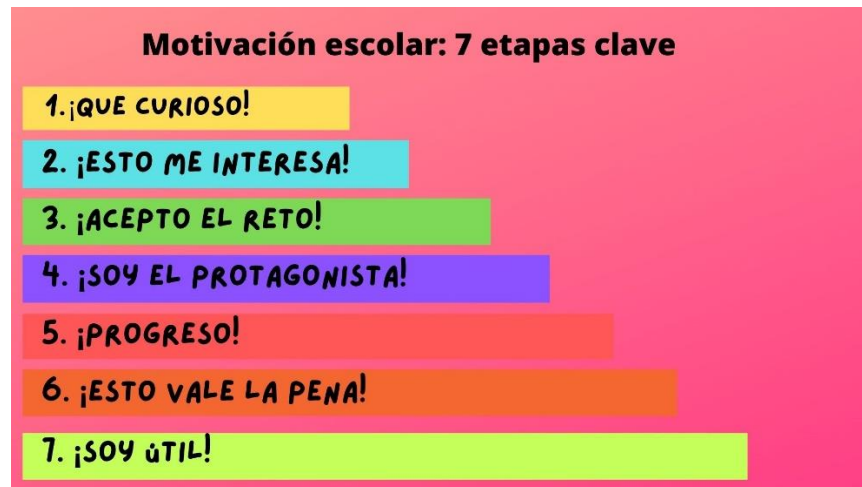 Motivación escolar: 7 etapas clave
1.¡QUE CURIOSO!
2. ¡ESTO ME INTERESA!
3. ¡ACEPTO EL RETO!
4. ¡SOY EL PROTAGONISTA!
5. ¡PROGRESO!
6. ¡ESTO VALE LA PENA!
7. ¡SOY ÚTIL!